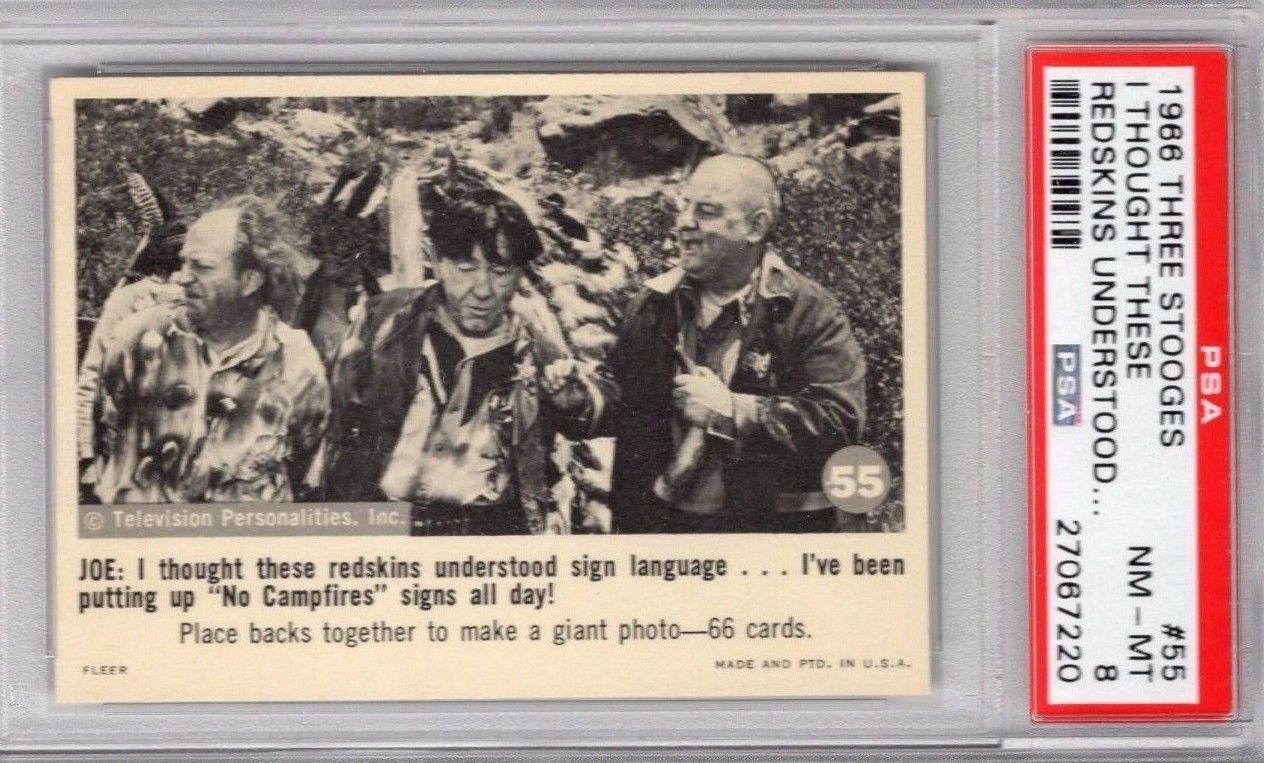 © Television Personalities, Inc.
55
JOE: I thought these redskins understood sign language . . . I've been
putting up "No Campfires" signs all day!
Place backs together to make a giant photo—66 cards.
FLEER
MADE AND PTD. IN U.S.A.
PSA
1966 THREE STOOGES #55
I THOUGHT THESE NM - MT
REDSKINS UNDERSTOOD... 8
PSA 27067220